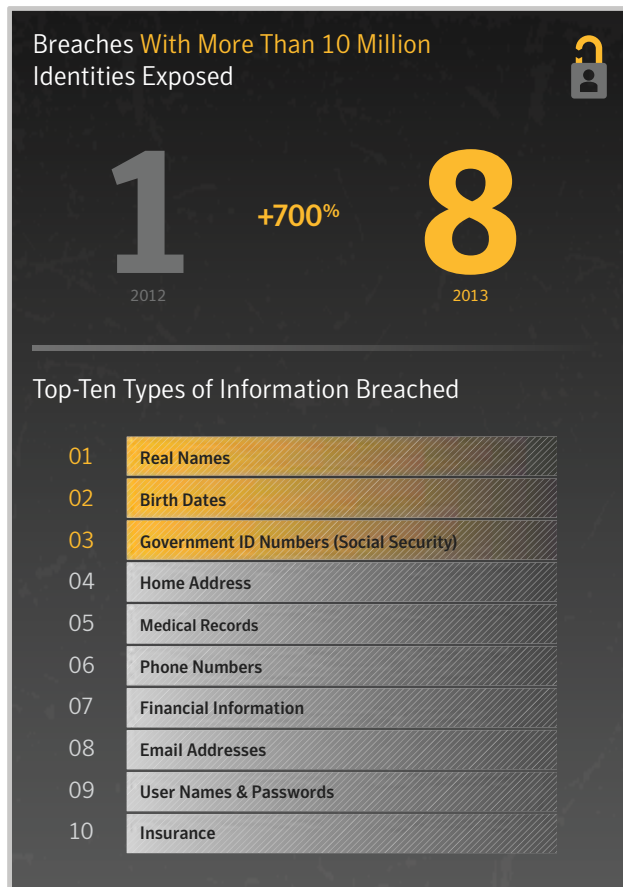 Breaches With More Than 10 Million
Identities Exposed
1
+700%
8
2012
2013
Top-Ten Types of Information Breached
01 Real Names
02 Birth Dates
03 Government ID Numbers (Social Security)
04 Home Address
05 Medical Records
06 Phone Numbers
07 Financial Information
08 Email Addresses
09 User Names & Passwords
10 Insurance